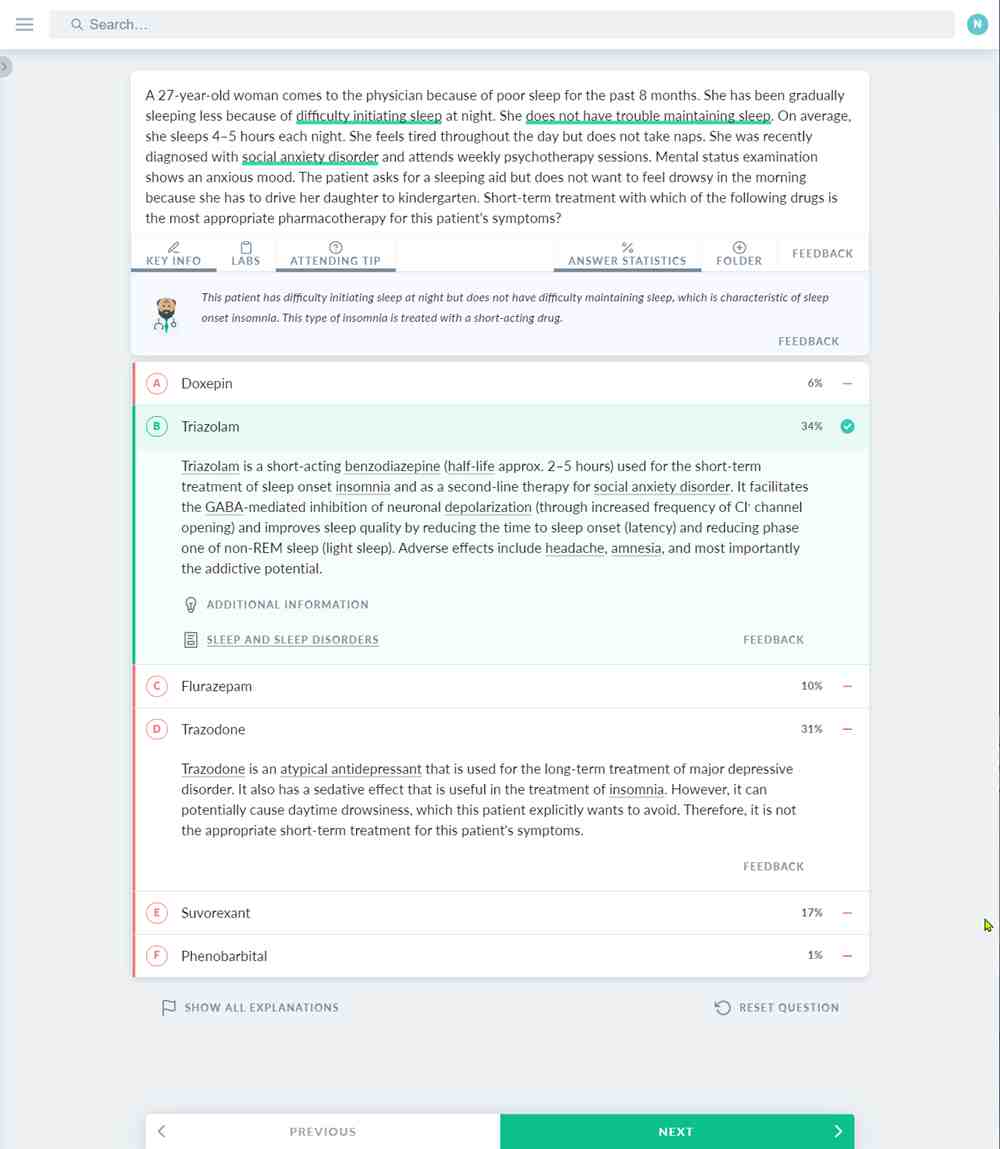 Search...
N
A 27-year-old woman comes to the physician because of poor sleep for the past 8 months. She has been gradually
sleeping less because of difficulty initiating sleep at night. She does not have trouble maintaining sleep. On average,
she sleeps 4–5 hours each night. She feels tired throughout the day but does not take naps. She was recently
diagnosed with social anxiety disorder and attends weekly psychotherapy sessions. Mental status examination
shows an anxious mood. The patient asks for a sleeping aid but does not want to feel drowsy in the morning
because she has to drive her daughter to kindergarten. Short-term treatment with which of the following drugs is
the most appropriate pharmacotherapy for this patient's symptoms?
KEY INFO LABS ATTENDING TIP ANSWER STATISTICS FOLDER FEEDBACK
This patient has difficulty initiating sleep at night but does not have difficulty maintaining sleep, which is characteristic of sleep
onset insomnia. This type of insomnia is treated with a short-acting drug.
FEEDBACK
A Doxepin 6%
B Triazolam 34%
Triazolam is a short-acting benzodiazepine (half-life approx. 2–5 hours) used for the short-term
treatment of sleep onset insomnia and as a second-line therapy for social anxiety disorder. It facilitates
the GABA-mediated inhibition of neuronal depolarization (through increased frequency of Cl⁻ channel
opening) and improves sleep quality by reducing the time to sleep onset (latency) and reducing phase
one of non-REM sleep (light sleep). Adverse effects include headache, amnesia, and most importantly
the addictive potential.
ADDITIONAL INFORMATION
SLEEP AND SLEEP DISORDERS FEEDBACK
C Flurazepam 10%
D Trazodone 31%
Trazodone is an atypical antidepressant that is used for the long-term treatment of major depressive
disorder. It also has a sedative effect that is useful in the treatment of insomnia. However, it can
potentially cause daytime drowsiness, which this patient explicitly wants to avoid. Therefore, it is not
the appropriate short-term treatment for this patient's symptoms.
FEEDBACK
E Suvorexant 17%
F Phenobarbital 1%
SHOW ALL EXPLANATIONS RESET QUESTION
PREVIOUS NEXT